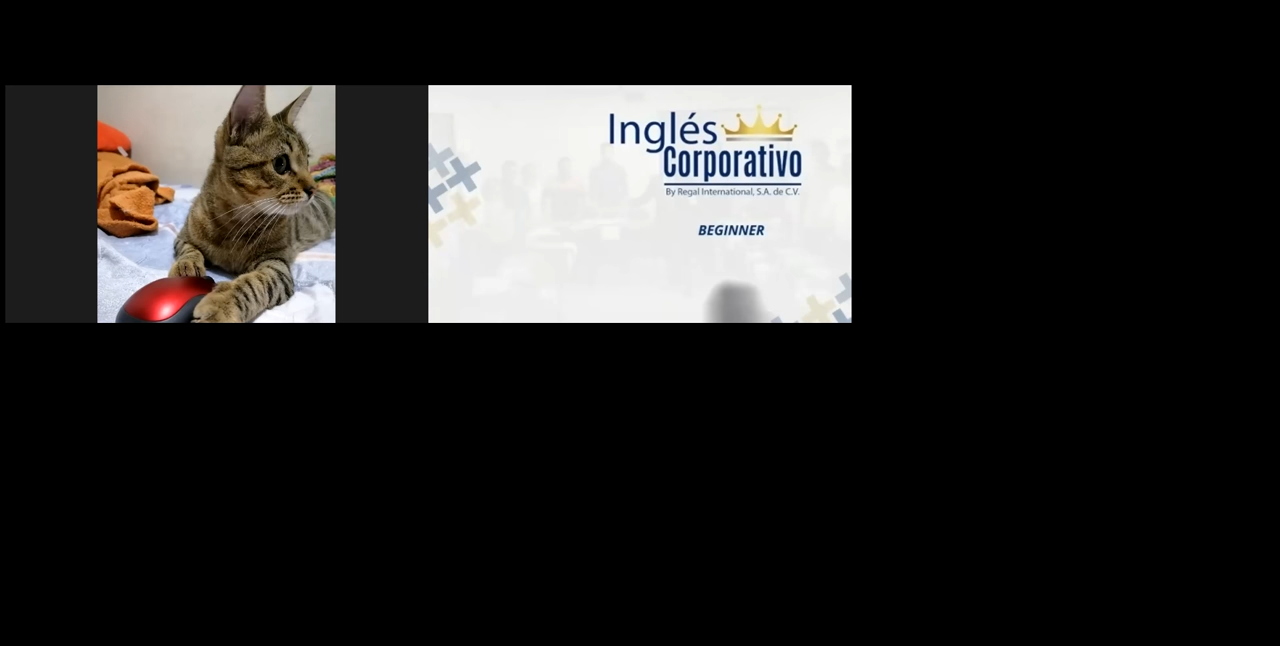 Inglés
Corporativo
By Regal International, S.A. de C.V.
BEGINNER